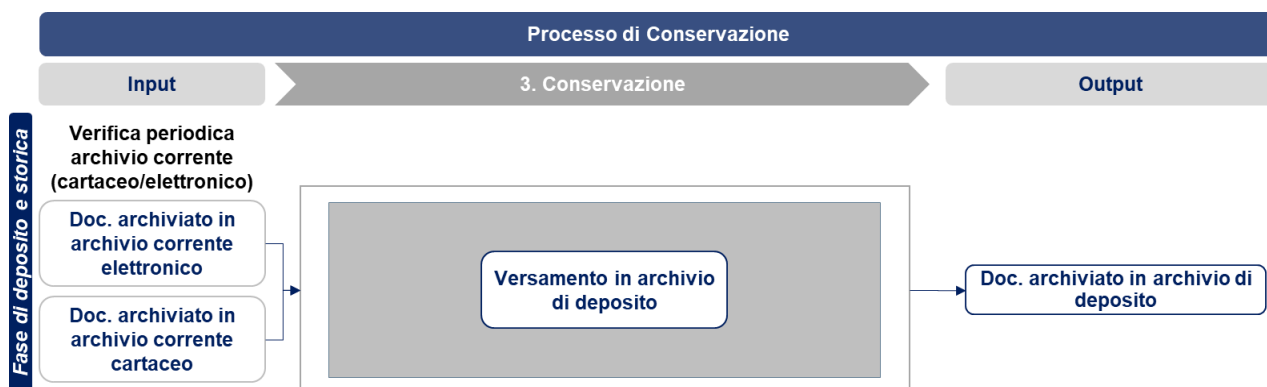 Processo di Conservazione
Input
3. Conservazione
Output
Fase di deposito e storica
Verifica periodica
archivio corrente
(cartaceo/elettronico)
Doc. archiviato in
archivio corrente
elettronico
Doc. archiviato in
archivio corrente
cartaceo
Versamento in archivio
di deposito
Doc. archiviato in archivio di
deposito